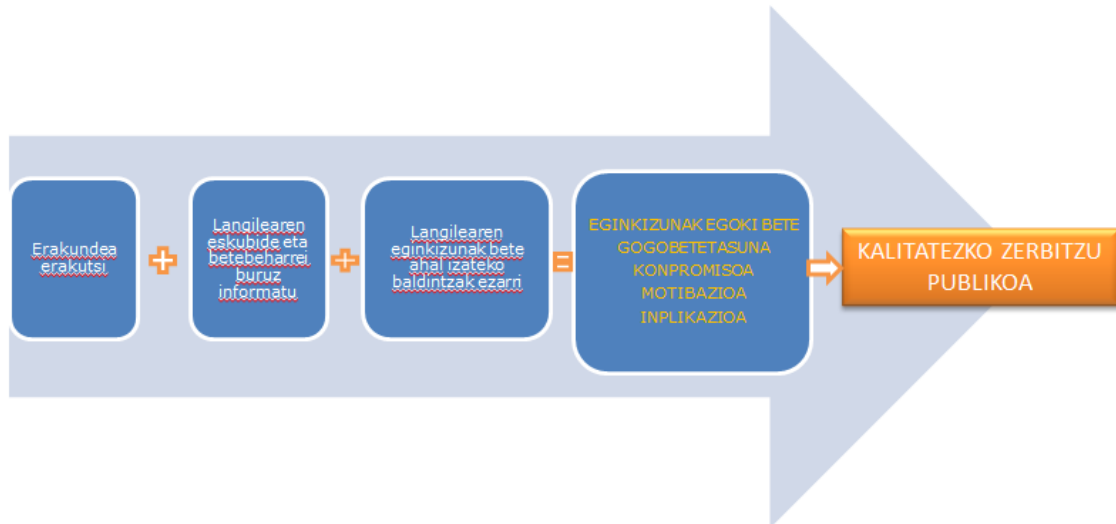 Erakundea
erakutsi
Langilearen
eskubide eta
betebeharrei
buruz
informatu
Langilearen
eginkizunak bete
ahal izateko
baldintzak ezarri
EGINKIZUNAK EGOKI BETE
GOGOBETETASUNA
KONPROMISOA
MOTIBAZIOA
INPLIKAZIOA
KALITATEZKO ZERBITZU
PUBLIKOA